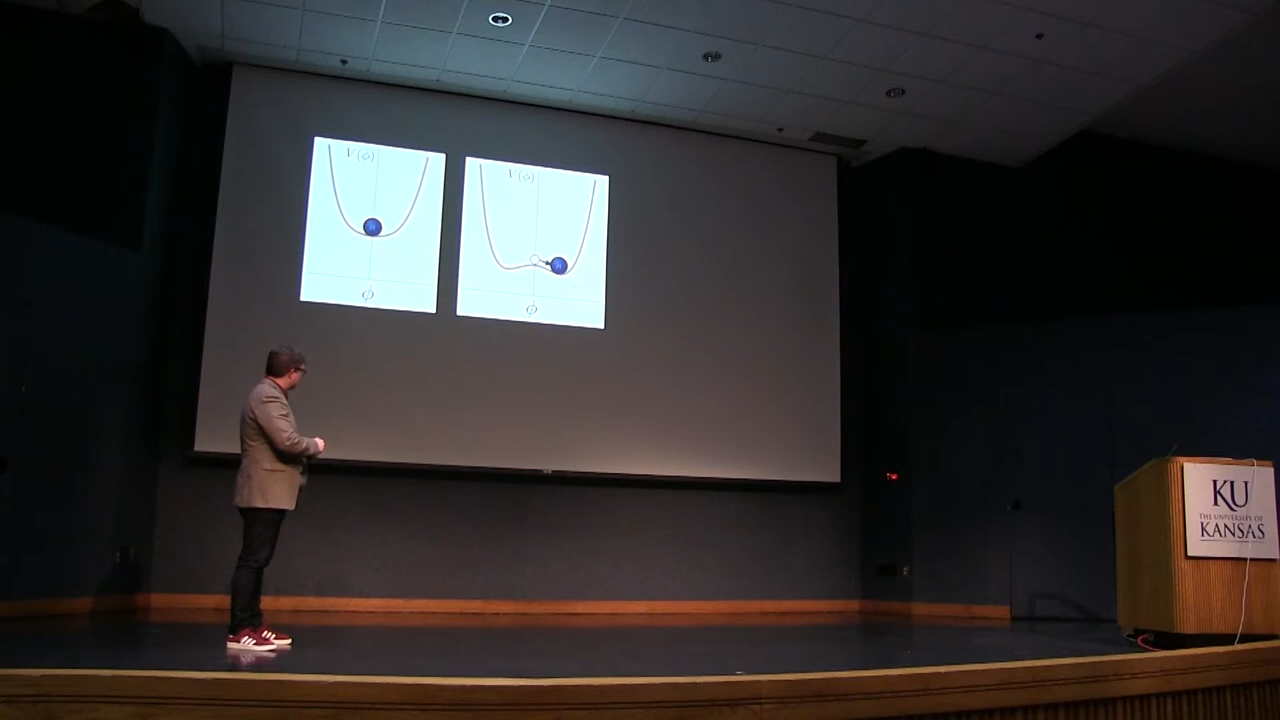 V(ϕ)
ϕ
V(ϕ)
ϕ
KU
THE UNIVERSITY OF
KANSAS